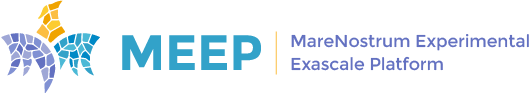 MEEP
MareNostrum Experimental
Exascale Platform